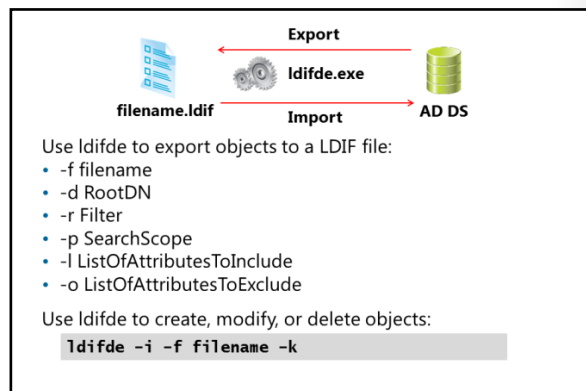 Export
ldifde.exe
filename.ldif
Import
AD DS
Use ldifde to export objects to a LDIF file:
• -f filename
• -d RootDN
• -r Filter
• -p SearchScope
• -l ListOfAttributesToInclude
• -o ListOfAttributesToExclude
Use ldifde to create, modify, or delete objects:
ldifde -i -f filename -k